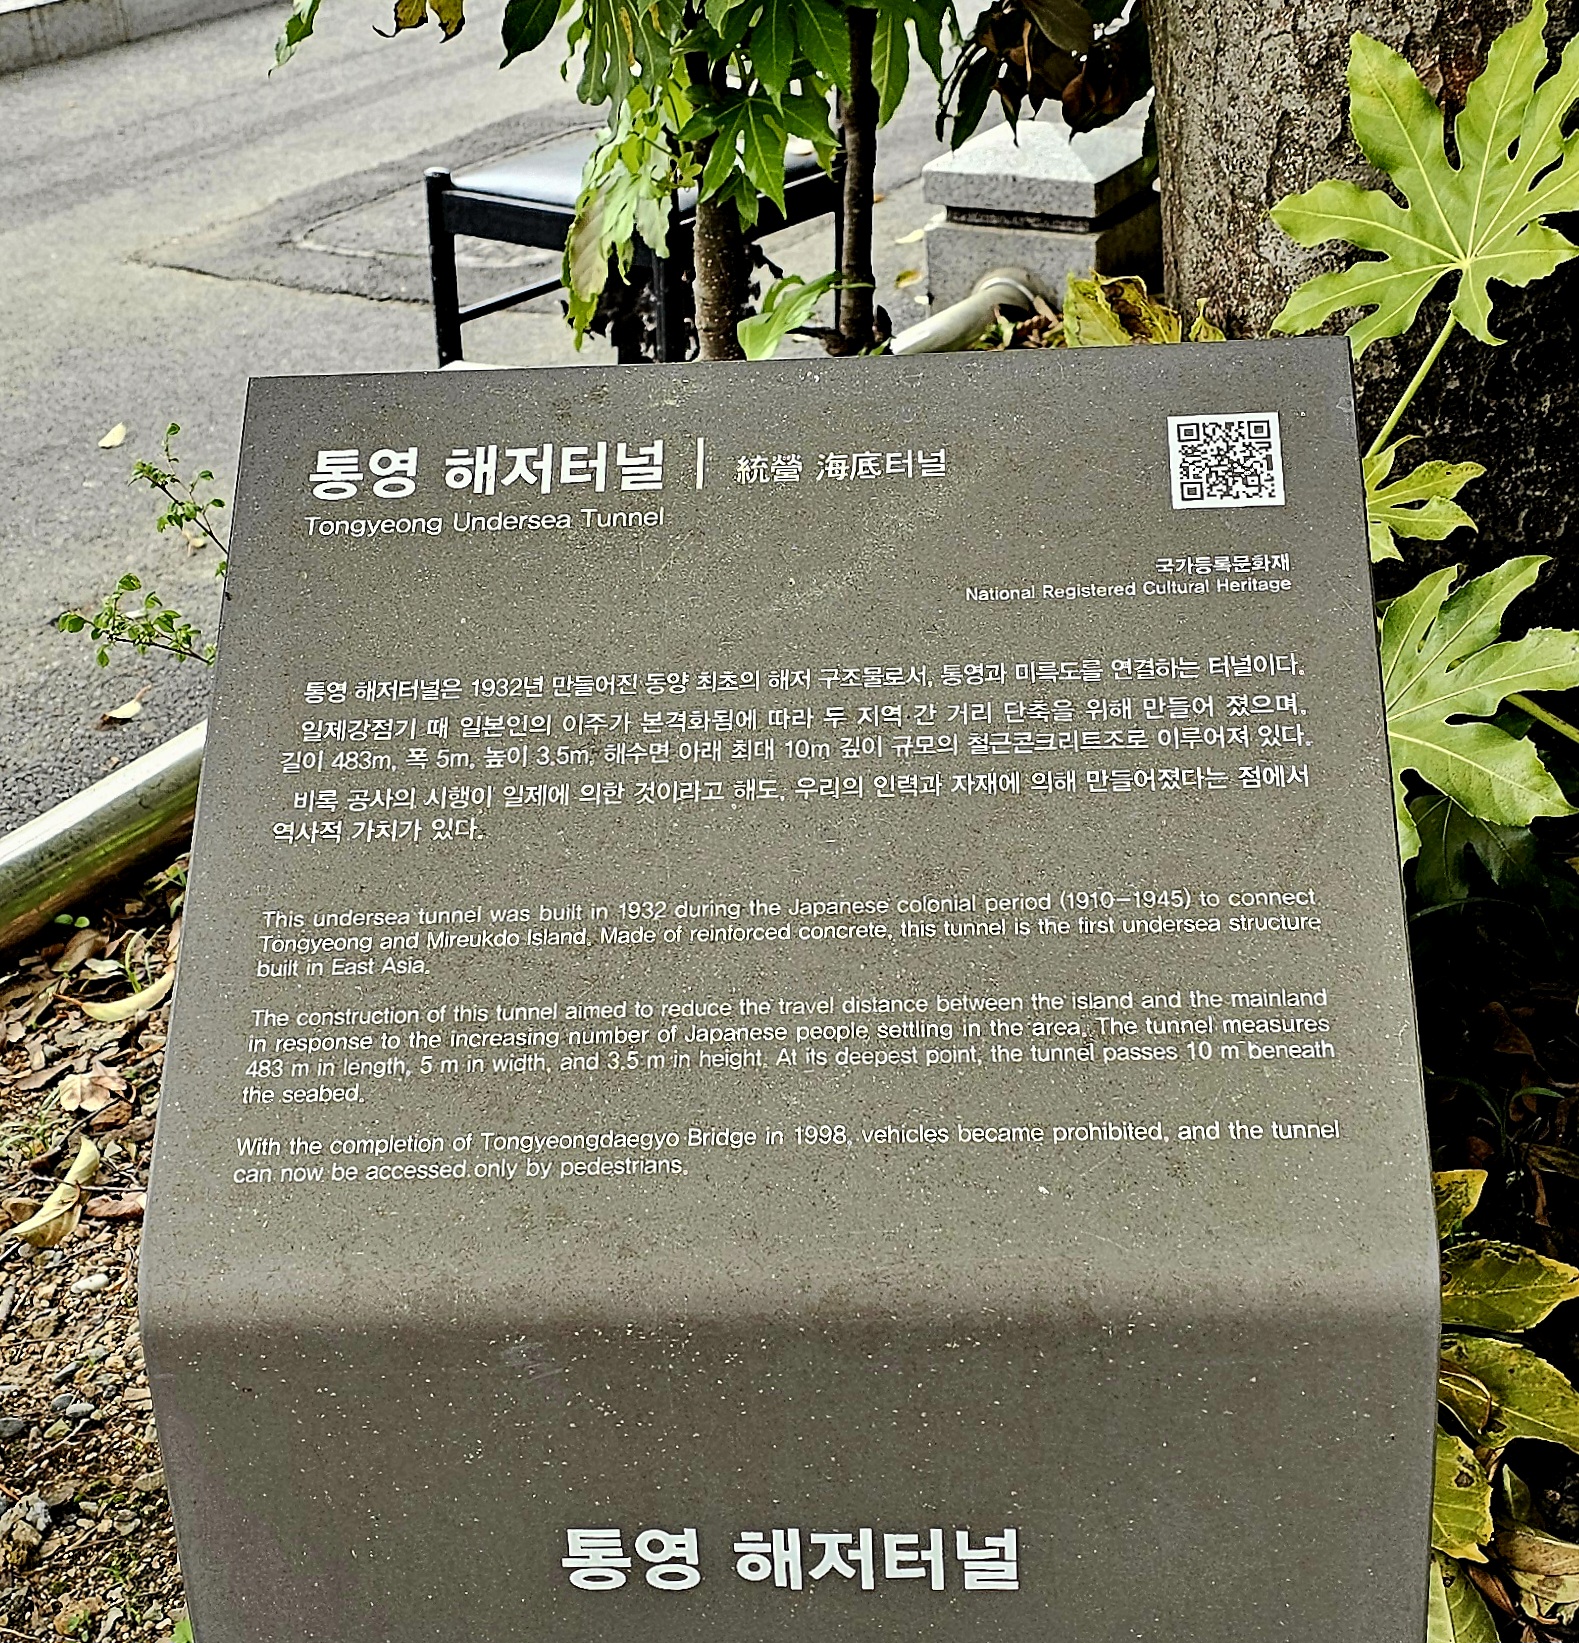 통영 해저터널 | 統營 海底터널
Tongyeong Undersea Tunnel
국가등록문화재
National Registered Cultural Heritage
통영 해저터널은 1932년 만들어진 동양 최초의 해저 구조물로서, 통영과 미륵도를 연결하는 터널이다.
일제강점기 때 일본인의 이주가 본격화됨에 따라 두 지역 간 거리 단축을 위해 만들어 졌으며,
길이 483m, 폭 5m, 높이 3.5m, 해수면 아래 최대 10m 깊이 규모의 철근콘크리트조로 이루어져 있다.
비록 공사의 시행이 일제에 의한 것이라고 해도, 우리의 인력과 자재에 의해 만들어졌다는 점에서
역사적 가치가 있다.
This undersea tunnel was built in 1932 during the Japanese colonial period (1910–1945) to connect
Tongyeong and Mireukdo Island. Made of reinforced concrete, this tunnel is the first undersea structure
built in East Asia.
The construction of this tunnel aimed to reduce the travel distance between the island and the mainland
in response to the increasing number of Japanese people settling in the area. The tunnel measures
483 m in length, 5 m in width, and 3.5 m in height. At its deepest point, the tunnel passes 10 m beneath
the seabed.
With the completion of Tongyeongdaegyo Bridge in 1998, vehicles became prohibited, and the tunnel
can now be accessed only by pedestrians.
통영 해저터널